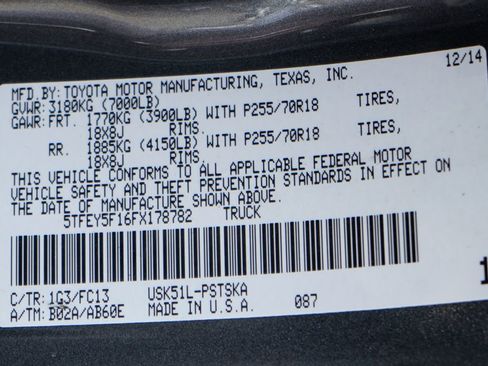 12/14
MFD.BY:TOYOTA MOTOR MANUFACTURING, TEXAS, INC.
GVWR:3180KG (7000LB)
GAWR:FRT. 1770KG (3900LB) WITH P255/70R18 TIRES,
18X8J RIMS.
RR. 1885KG (4150LB) WITH P255/70R18 TIRES,
18X8J RIMS.
THIS VEHICLE CONFORMS TO ALL APPLICABLE FEDERAL MOTOR
VEHICLE SAFETY AND THEFT PREVENTION STANDARDS IN EFFECT ON
THE DATE OF MANUFACTURE SHOWN ABOVE.
5TFEY5F16FX178782 TRUCK
C/TR: 1G3/FC13 USK51L-PSTSKA
A/TM: B02A/AB60E MADE IN U.S.A. 087